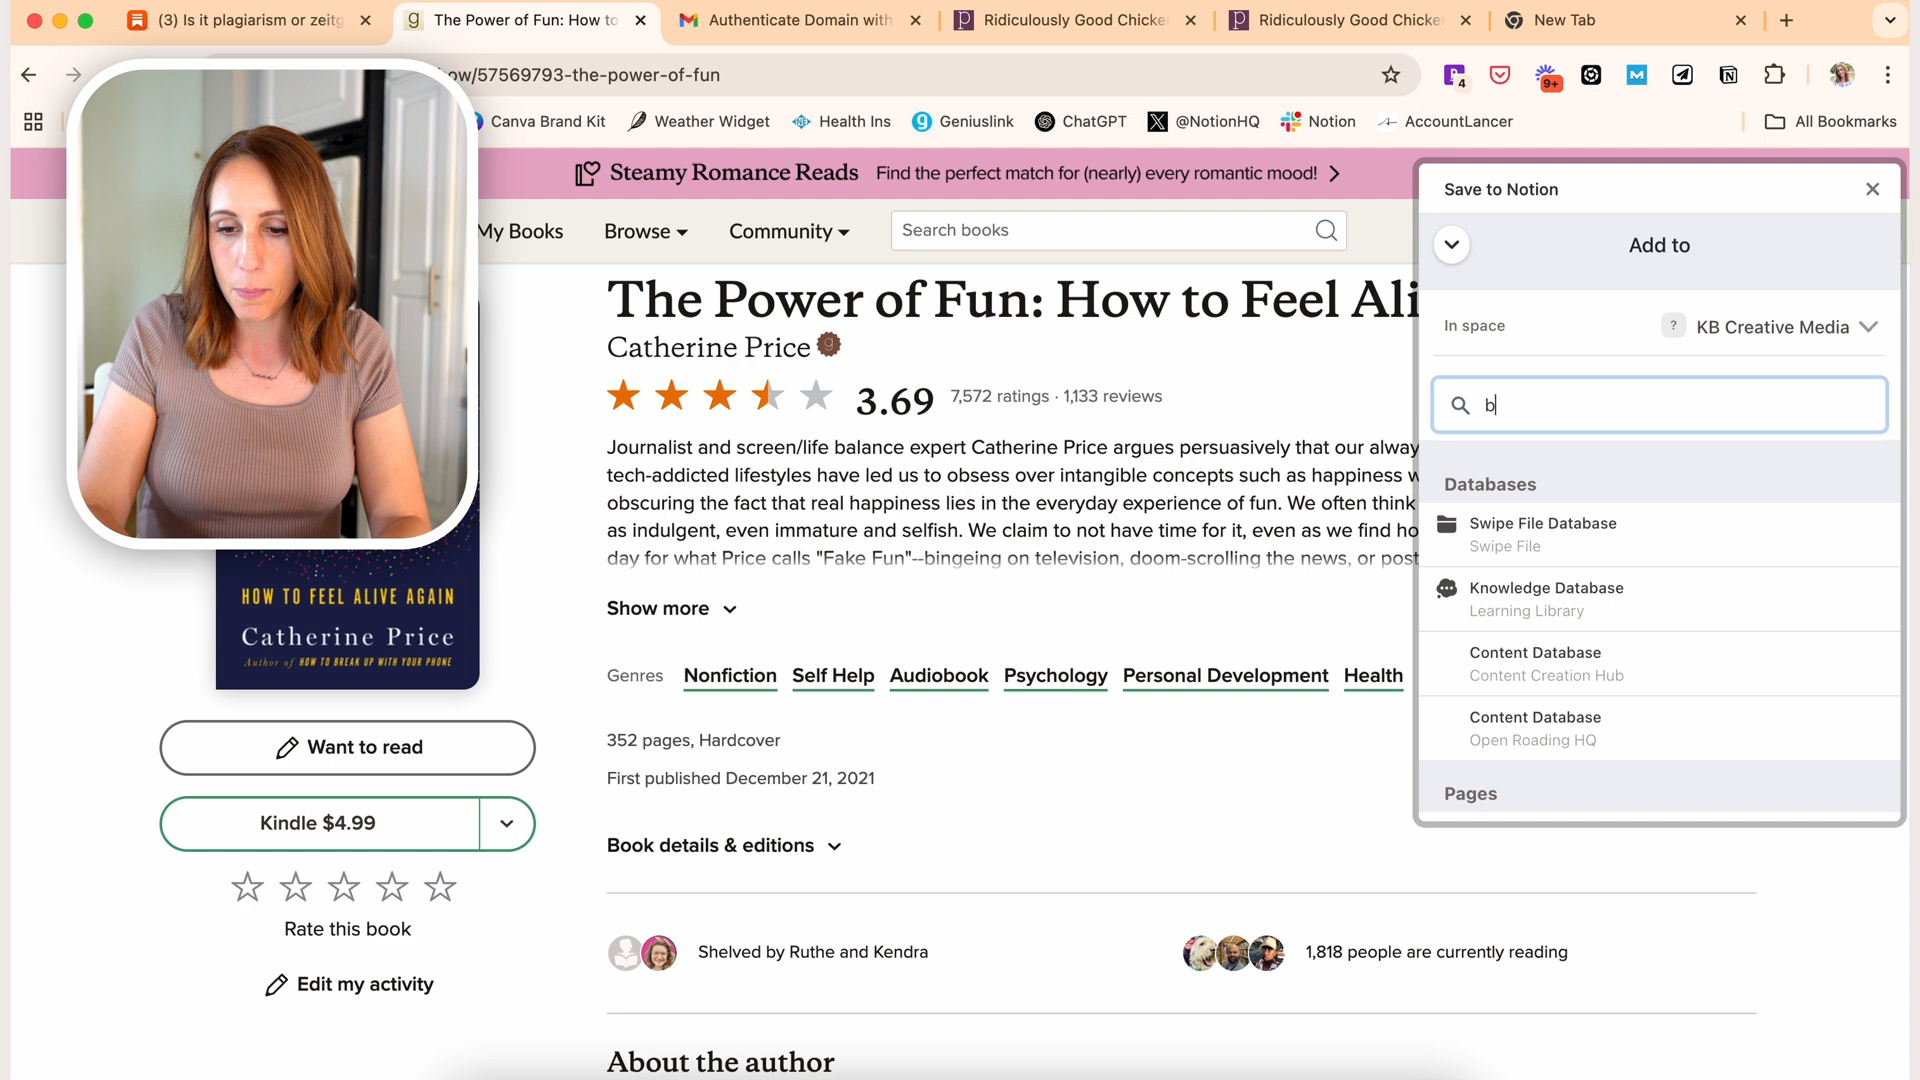 (3) Is it plagiarism or zeitg
The Power of Fun: How to
Authenticate Domain with
Ridiculously Good Chicke
Ridiculously Good Chicke
New Tab
ow/57569793-the-power-of-fun
4
9+
Canva Brand Kit
Weather Widget
Health Ins
Geniuslink
ChatGPT
@NotionHQ
Notion
AccountLancer
All Bookmarks
Steamy Romance Reads Find the perfect match for (nearly) every romantic mood!
My Books
Browse
Community
Search books
The Power of Fun: How to Feel Ali
Catherine Price
3.69
7,572 ratings · 1,133 reviews
Journalist and screen/life balance expert Catherine Price argues persuasively that our alway
tech-addicted lifestyles have led us to obsess over intangible concepts such as happiness w
obscuring the fact that real happiness lies in the everyday experience of fun. We often think
as indulgent, even immature and selfish. We claim to not have time for it, even as we find ho
day for what Price calls "Fake Fun"--bingeing on television, doom-scrolling the news, or post
Show more
Genres Nonfiction Self Help Audiobook Psychology Personal Development Health
352 pages, Hardcover
First published December 21, 2021
Book details & editions
Shelved by Ruthe and Kendra
1,818 people are currently reading
About the author
HOW TO FEEL ALIVE AGAIN
Catherine Price
Author of HOW TO BREAK UP WITH YOUR PHONE
Want to read
Kindle $4.99
Rate this book
Edit my activity
Save to Notion
Add to
In space
? KB Creative Media
b
Databases
Swipe File Database
Swipe File
Knowledge Database
Learning Library
Content Database
Content Creation Hub
Content Database
Open Roading HQ
Pages